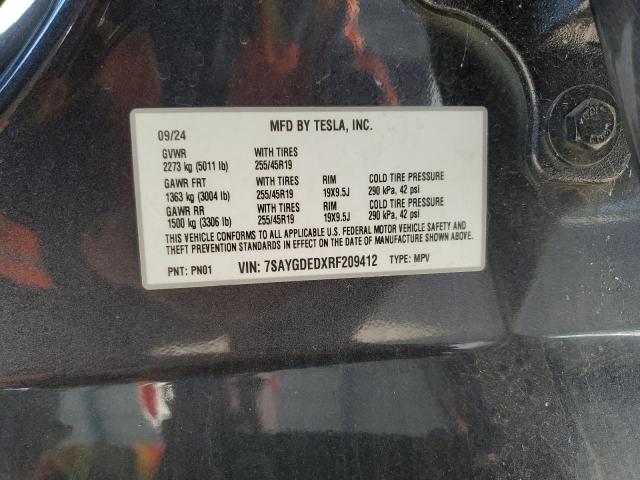 09/24 MFD BY TESLA, INC.
GVWR WITH TIRES
2273 kg (5011 lb) 255/45R19
GAWR FRT WITH TIRES RIM COLD TIRE PRESSURE
1363 kg (3004 lb) 255/45R19 19X9.5J 290 kPa, 42 psi
GAWR RR WITH TIRES RIM COLD TIRE PRESSURE
1500 kg (3306 lb) 255/45R19 19X9.5J 290 kPa, 42 psi
THIS VEHICLE CONFORMS TO ALL APPLICABLE U.S. FEDERAL MOTOR VEHICLE SAFETY AND
THEFT PREVENTION STANDARDS IN EFFECT ON THE DATE OF MANUFACTURE SHOWN ABOVE.
PNT: PN01 VIN: 7SAYGDEDXRF209412 TYPE: MPV